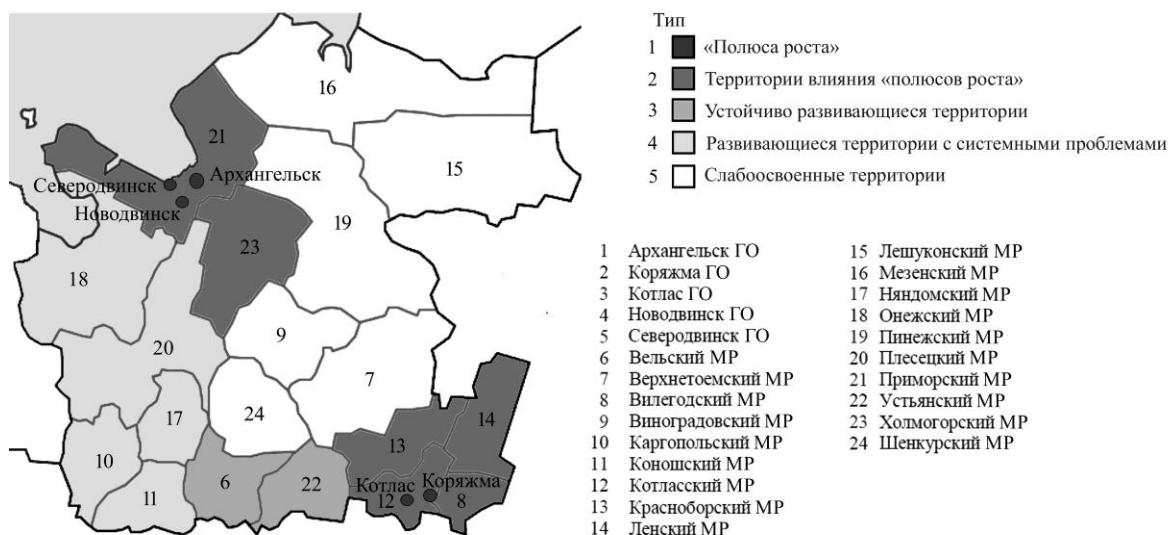 Тип
1 «Полюса роста»
2 Территории влияния «полюсов роста»
3 Устойчиво развивающиеся территории
4 Развивающиеся территории с системными проблемами
5 Слабоосвоенные территории
16
21
15
Северодвинск
Архангельск
Новодвинск
19
23
18
9
20
7
24
17
14
13
10
6
22
Котлас
Коряжма
11
12
8
1 Архангельск ГО
2 Коряжма ГО
3 Котлас ГО
4 Новодвинск ГО
5 Северодвинск ГО
6 Вельский МР
7 Верхнетоемский МР
8 Вилегодский МР
9 Виноградовский МР
10 Каргопольский МР
11 Коношский МР
12 Котласский МР
13 Красноборский МР
14 Ленский МР
15 Лешуконский МР
16 Мезенский МР
17 Няндомский МР
18 Онежский МР
19 Пинежский МР
20 Плесецкий МР
21 Приморский МР
22 Устьянский МР
23 Холмогорский МР
24 Шенкурский МР